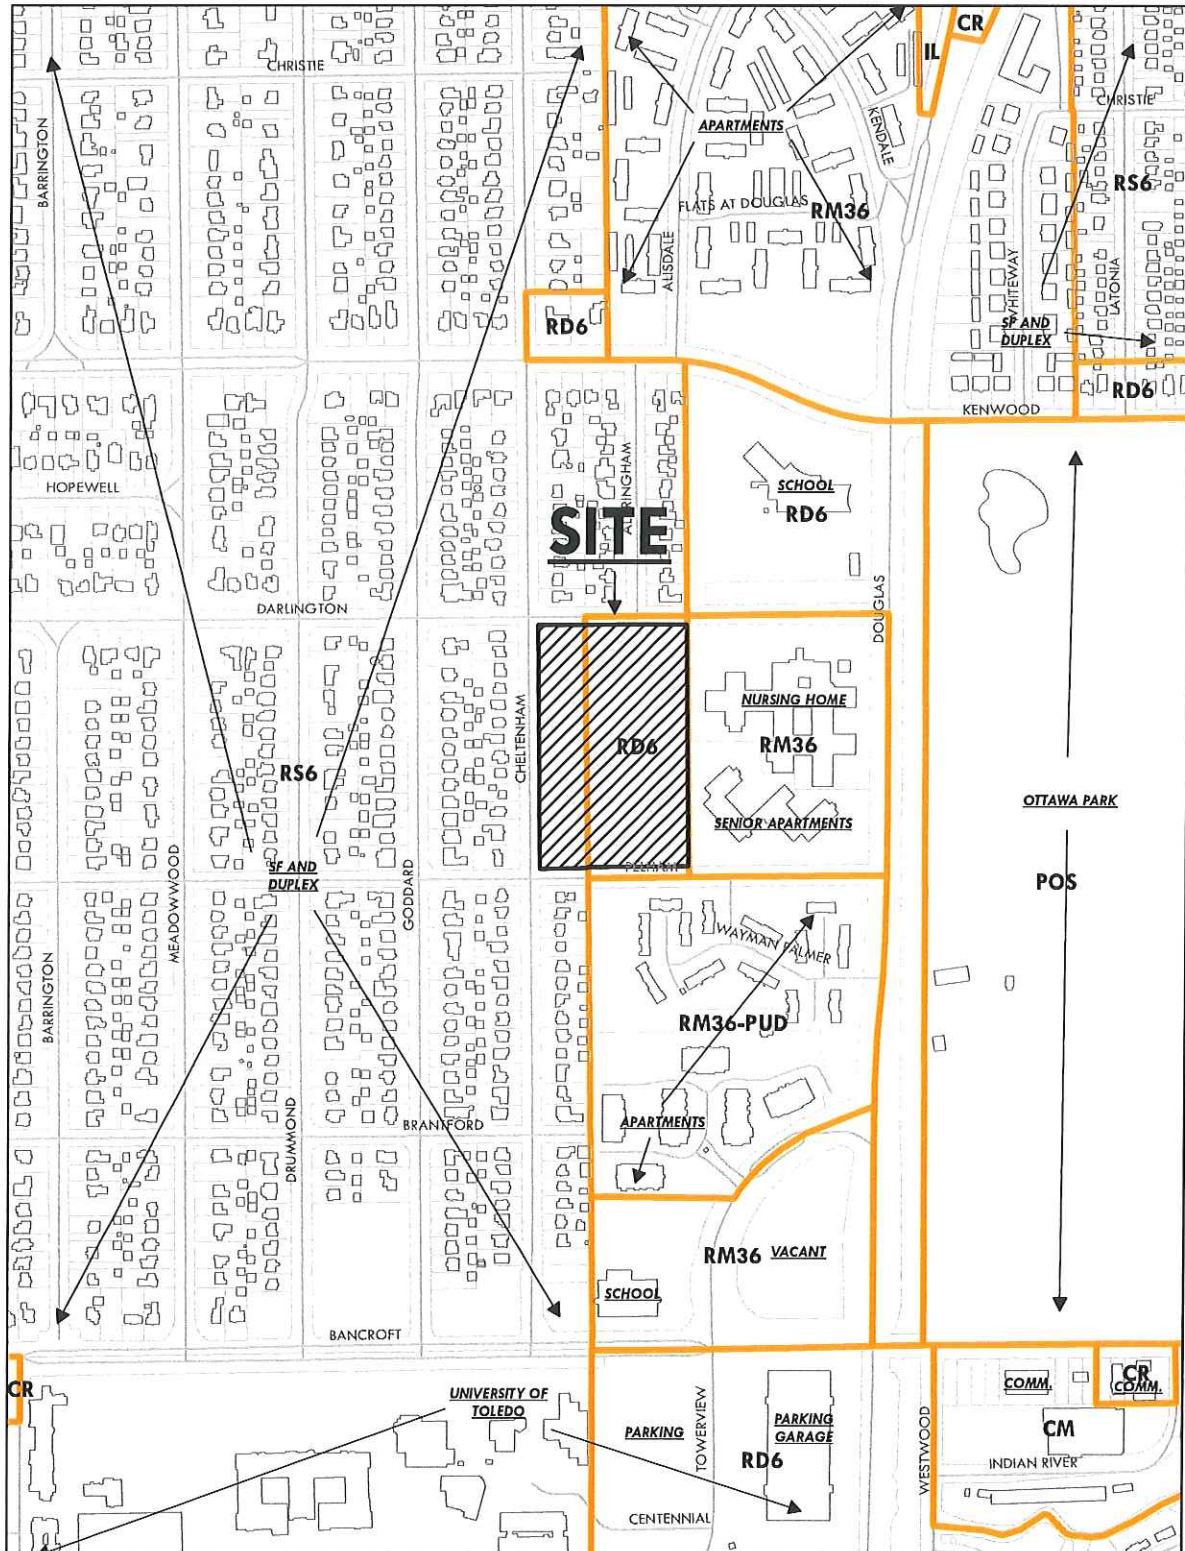 CR
IL
CHRISTIE
CHRISTIE
BARRINGTON
APARTMENTS
KENDALE
RS6
FLATS AT DOUGLAS
RM36
ALISDALE
WHITEWAY
LATONIA
RD6
SF AND
DUPLEX
RD6
KENWOOD
HOPEWELL
SCHOOL
RD6
SITE
DARLINGTON
DOUGLAS
NURSING HOME
CHELTENHAM
RD6
RM36
RS6
OTTAWA PARK
SENIOR APARTMENTS
SF AND
DUPLEX
PELHAM
POS
MEADOWWOOD
GODDARD
WAYMAN PALMER
BARRINGTON
RM36-PUD
BRANTFORD
APARTMENTS
DRUMMOND
RM36
VACANT
SCHOOL
BANCROFT
CR
UNIVERSITY OF
TOLEDO
COMM.
CR
COMM.
PARKING
TOWERVIEW
PARKING
GARAGE
WESTWOOD
CM
RD6
INDIAN RIVER
CENTENNIAL